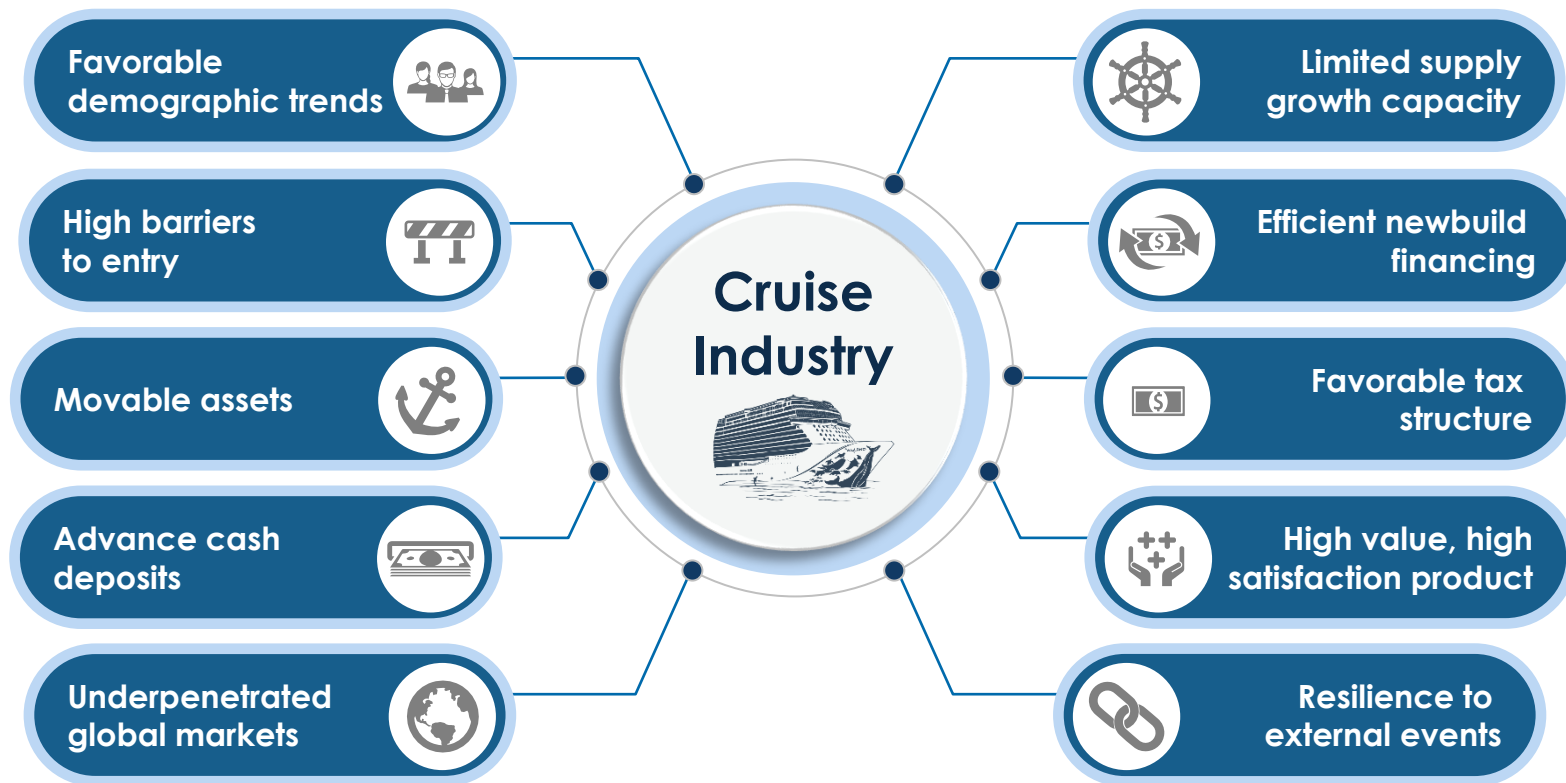 Favorable
demographic trends
High barriers
to entry
Movable assets
Advance cash
deposits
Underpenetrated
global markets
Cruise
Industry
Limited supply
growth capacity
Efficient newbuild
financing
$
Favorable tax
structure
$
High value, high
satisfaction product
Resilience to
external events